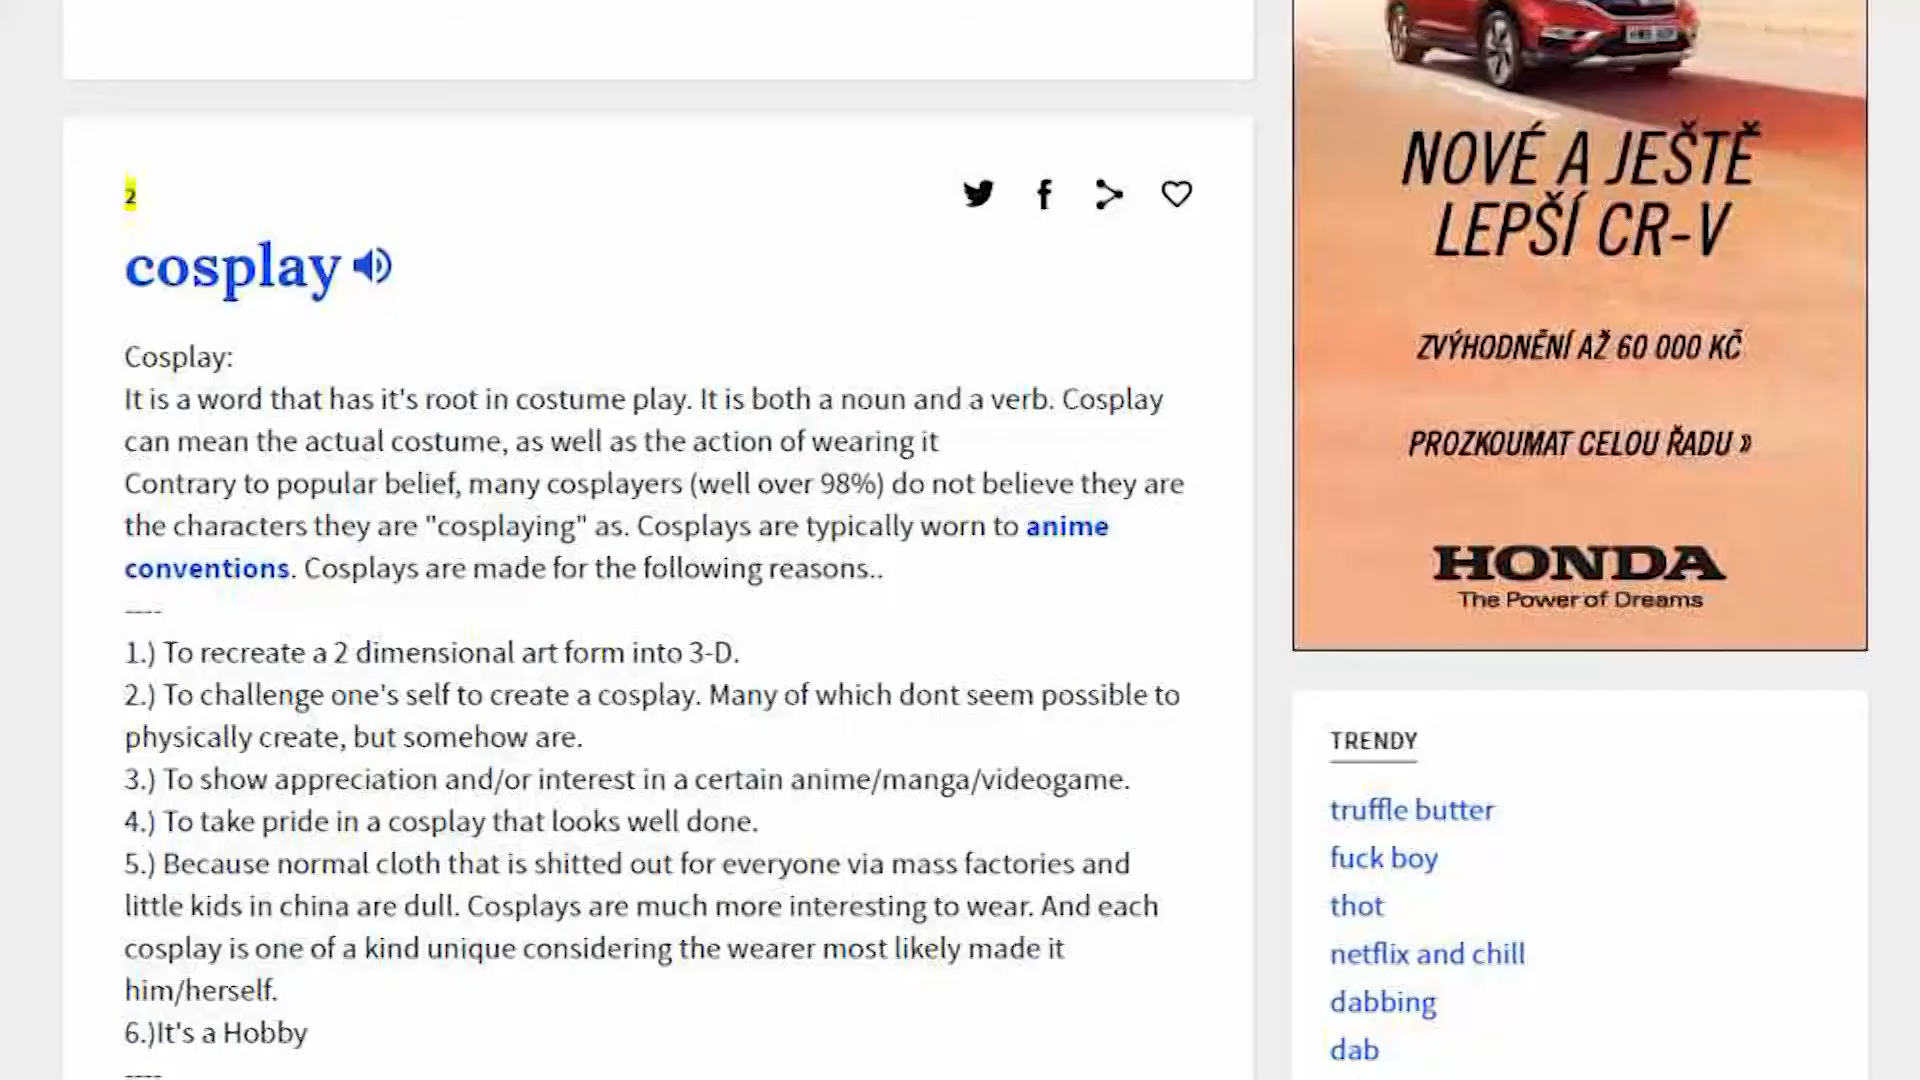 2
cosplay
Cosplay:
It is a word that has it's root in costume play. It is both a noun and a verb. Cosplay
can mean the actual costume, as well as the action of wearing it
Contrary to popular belief, many cosplayers (well over 98%) do not believe they are
the characters they are "cosplaying" as. Cosplays are typically worn to anime
conventions. Cosplays are made for the following reasons..
----
1.) To recreate a 2 dimensional art form into 3-D.
2.) To challenge one's self to create a cosplay. Many of which dont seem possible to
physically create, but somehow are.
3.) To show appreciation and/or interest in a certain anime/manga/videogame.
4.) To take pride in a cosplay that looks well done.
5.) Because normal cloth that is shitted out for everyone via mass factories and
little kids in china are dull. Cosplays are much more interesting to wear. And each
cosplay is one of a kind unique considering the wearer most likely made it
him/herself.
6.)It's a Hobby
----
NOVÉ A JEŠTĚ
LEPŠÍ CR-V
ZVÝHODNĚNÍ AŽ 60 000 KČ
PROZKOUMAT CELOU ŘADU »
HONDA
The Power of Dreams
TRENDY
truffle butter
fuck boy
thot
netflix and chill
dabbing
dab